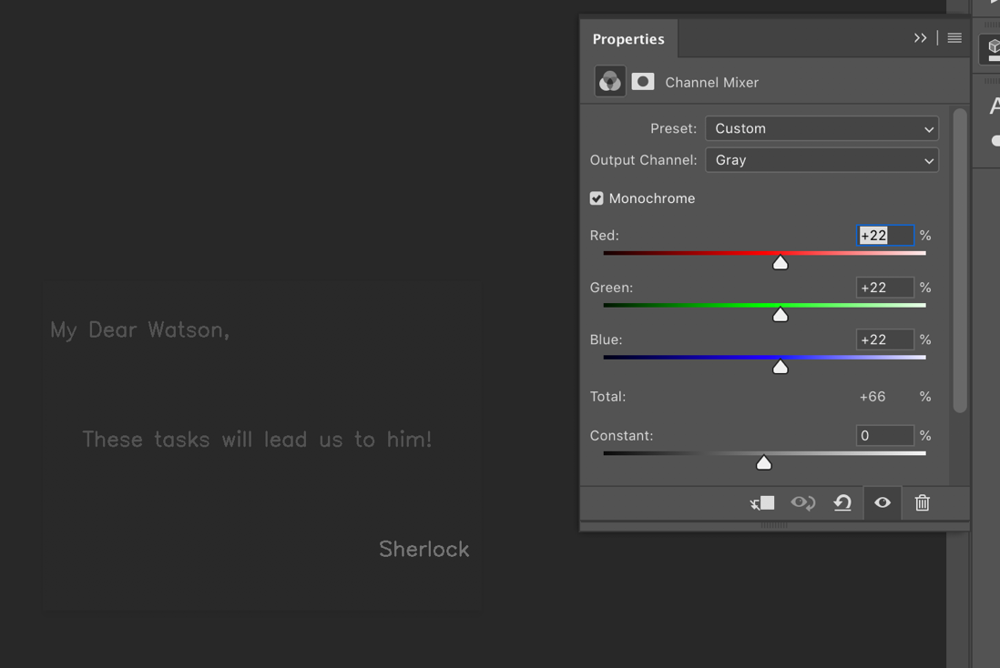 Properties
Channel Mixer
Preset: Custom
Output Channel: Gray
Monochrome
Red: +22 %
Green: +22 %
Blue: +22 %
Total: +66 %
Constant: 0 %
My Dear Watson,
These tasks will lead us to him!
Sherlock